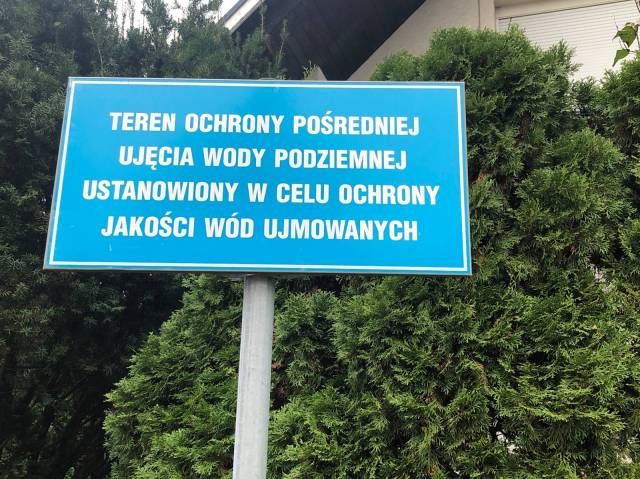 TEREN OCHRONY POŚREDNIEJ
UJĘCIA WODY PODZIEMNEJ
USTANOWIONY W CELU OCHRONY
JAKOŚCI WÓD UJMOWANYCH